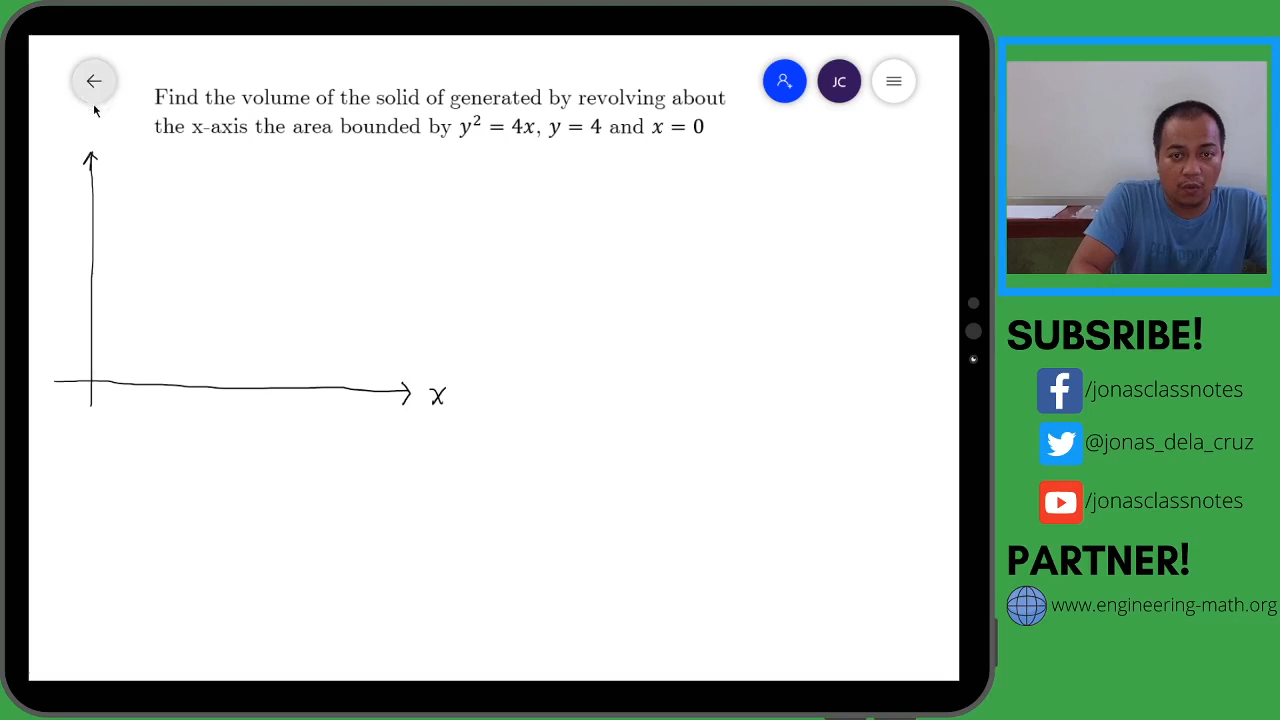 Find the volume of the solid of generated by revolving about
the x-axis the area bounded by y² = 4x, y = 4 and x = 0
JC
x
SUBSRIBE!
/jonasclassnotes
@jonas_dela_cruz
/jonasclassnotes
PARTNER!
www.engineering-math.org